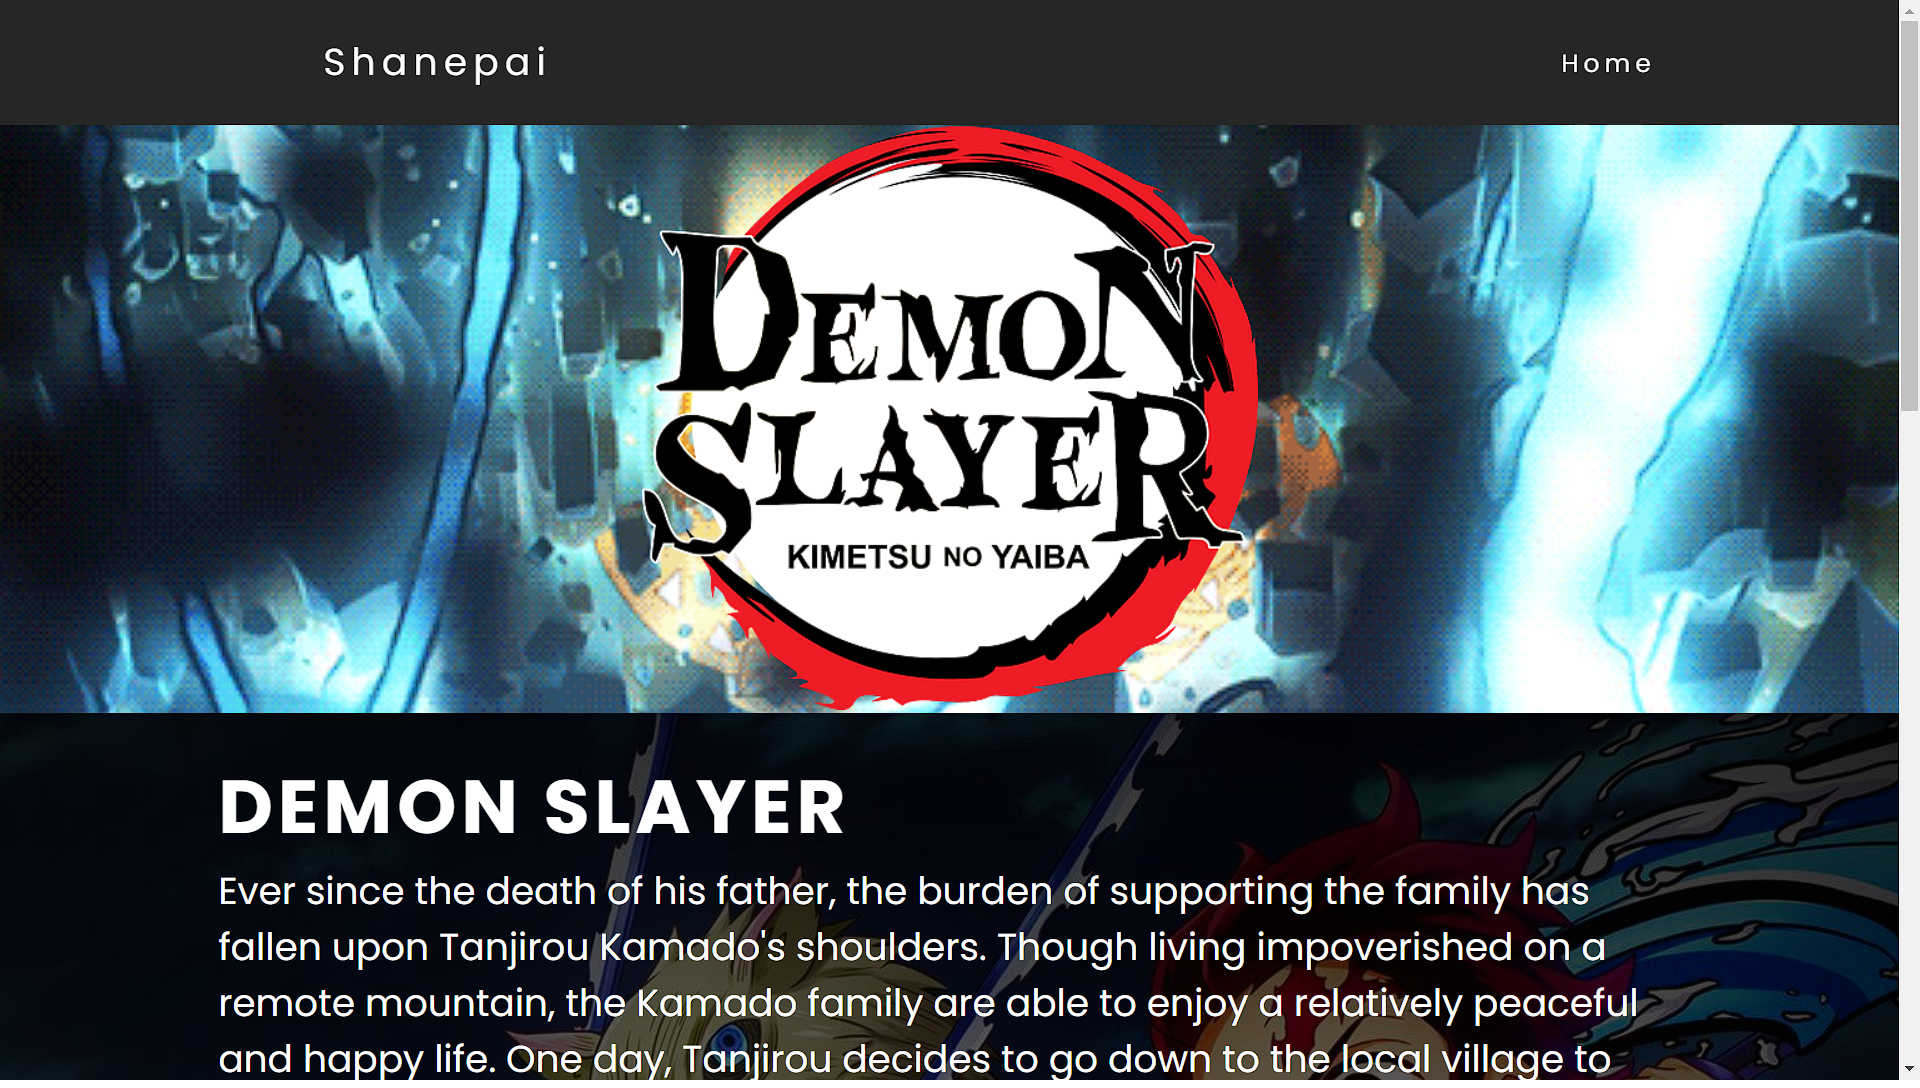 Shanepai
Home
DEMON
SLAYER
KIMETSU NO YAIBA
DEMON SLAYER
Ever since the death of his father, the burden of supporting the family has
fallen upon Tanjirou Kamado's shoulders. Though living impoverished on a
remote mountain, the Kamado family are able to enjoy a relatively peaceful
and happy life. One day, Tanjirou decides to go down to the local village to